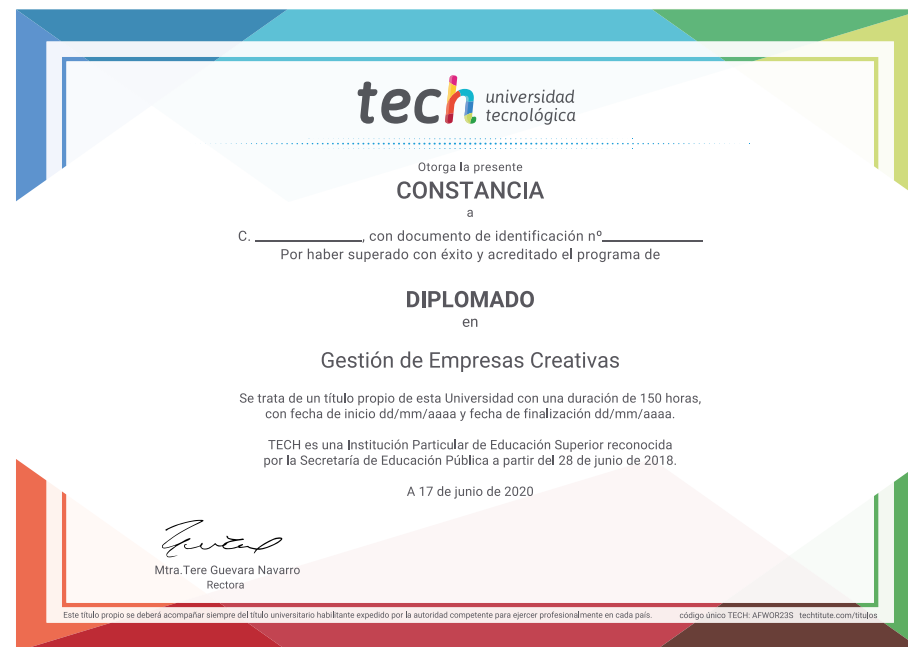 tech universidad tecnológica
Otorga la presente
CONSTANCIA
a
C. ____________, con documento de identificación nº____________
Por haber superado con éxito y acreditado el programa de
DIPLOMADO
en
Gestión de Empresas Creativas
Se trata de un título propio de esta Universidad con una duración de 150 horas,
con fecha de inicio dd/mm/aaaa y fecha de finalización dd/mm/aaaa.
TECH es una Institución Particular de Educación Superior reconocida
por la Secretaría de Educación Pública a partir del 28 de junio de 2018.
A 17 de junio de 2020
Mtra.Tere Guevara Navarro
Rectora
Este título propio se deberá acompañar siempre del título universitario habilitante expedido por la autoridad competente para ejercer profesionalmente en cada país. código único TECH: AFWOR23S techtitute.com/titulos